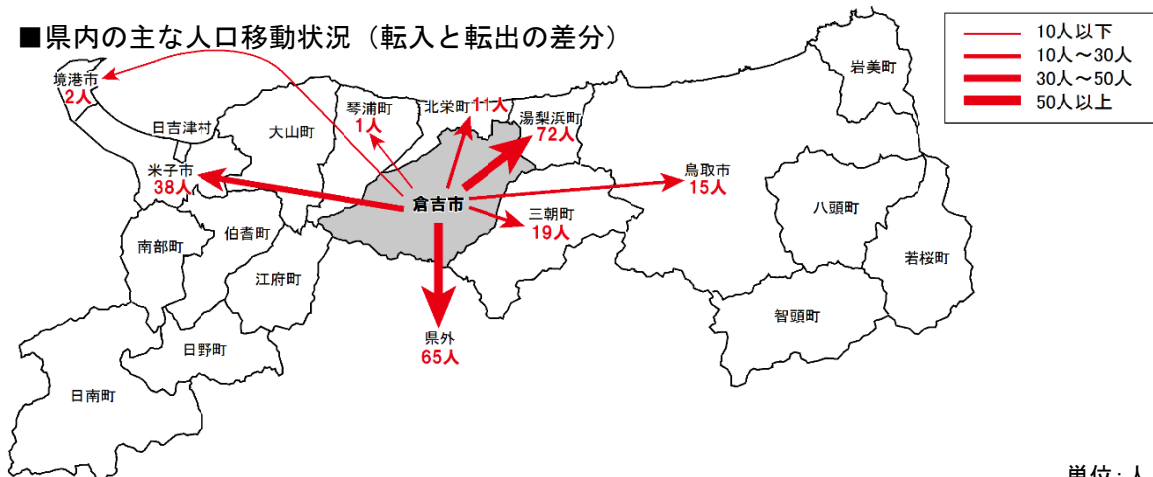 ■県内の主な人口移動状況（転入と転出の差分）
10人以下
10人～30人
30人～50人
50人以上
境港市
2人
日吉津村
大山町
琴浦町
1人
北栄町
11人
湯梨浜町
72人
岩美町
米子市
38人
倉吉市
鳥取市
15人
三朝町
19人
八頭町
若桜町
南部町
伯耆町
江府町
智頭町
県外
65人
日野町
日南町
単位：人